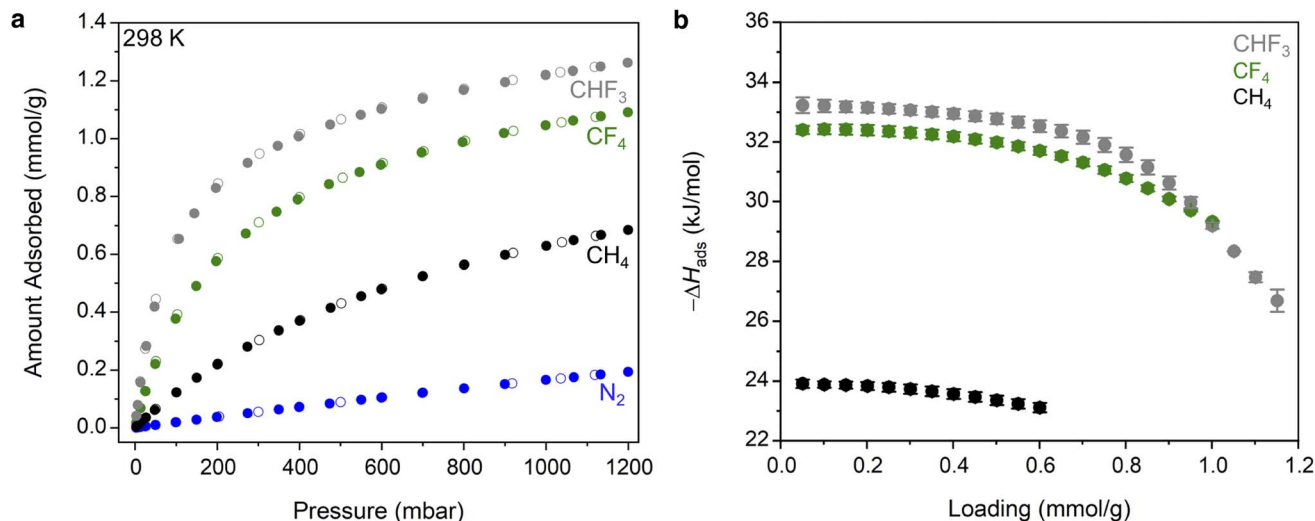 a
298 K
1.4
1.2
1.0
0.8
0.6
0.4
0.2
0.0
Amount Adsorbed (mmol/g)
CHF₃
CF₄
CH₄
N₂
0 200 400 600 800 1000 1200
Pressure (mbar)
b
36
34
32
30
28
26
24
22
−ΔHads (kJ/mol)
CHF₃
CF₄
CH₄
0.0 0.2 0.4 0.6 0.8 1.0 1.2
Loading (mmol/g)